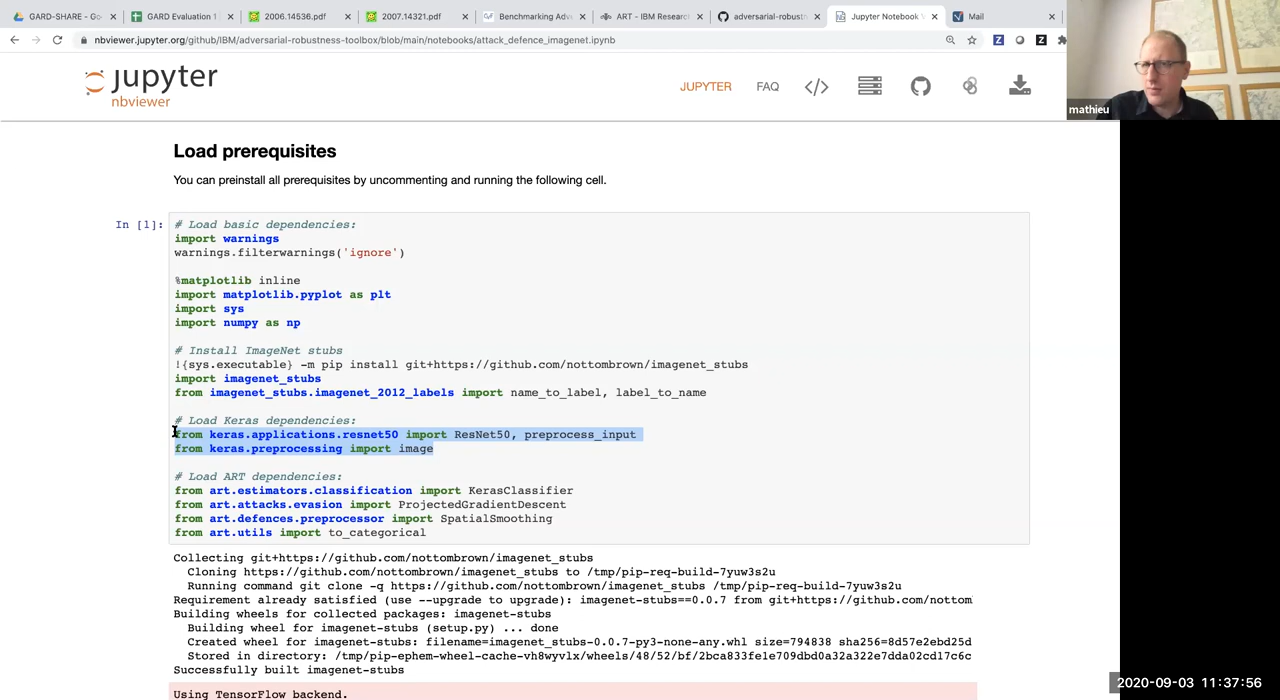 GARD-SHARE - Go
GARD Evaluation 1
2006.14536.pdf
2007.14321.pdf
Benchmarking Adv
ART - IBM Resear
adversarial-robust
Jupyter Notebook
Mail
nbviewer.jupyter.org/github/IBM/adversarial-robustness-toolbox/blob/main/notebooks/attack_defence_imagenet.ipynb
jupyter
nbviewer
JUPYTER
FAQ
mathieu
Load prerequisites
You can preinstall all prerequisites by uncommenting and running the following cell.
In [1]:
# Load basic dependencies:
import warnings
warnings.filterwarnings('ignore')
%matplotlib inline
import matplotlib.pyplot as plt
import sys
import numpy as np
# Install ImageNet stubs
!{sys.executable} -m pip install git+https://github.com/nottombrown/imagenet_stubs
import imagenet_stubs
from imagenet_stubs.imagenet_2012_labels import name_to_label, label_to_name
# Load Keras dependencies:
from keras.applications.resnet50 import ResNet50, preprocess_input
from keras.preprocessing import image
# Load ART dependencies:
from art.estimators.classification import KerasClassifier
from art.attacks.evasion import ProjectedGradientDescent
from art.defences.preprocessor import SpatialSmoothing
from art.utils import to_categorical
Collecting git+https://github.com/nottombrown/imagenet_stubs
Cloning https://github.com/nottombrown/imagenet_stubs to /tmp/pip-req-build-7yuw3s2u
Running command git clone -q https://github.com/nottombrown/imagenet_stubs /tmp/pip-req-build-7yuw3s2u
Requirement already satisfied (use --upgrade to upgrade): imagenet-stubs==0.0.7 from git+https://github.com/nottom
Building wheels for collected packages: imagenet-stubs
Building wheel for imagenet-stubs (setup.py) ... done
Created wheel for imagenet-stubs: filename=imagenet_stubs-0.0.7-py3-none-any.whl size=794838 sha256=8d57e2ebd25d
Stored in directory: /tmp/pip-ephem-wheel-cache-vh8wyvlx/wheels/48/52/bf/2bca833fe1e709dbd0a32a322e7dda02cd17c6c
Successfully built imagenet-stubs
Using TensorFlow backend.
2020-09-03 11:37:56